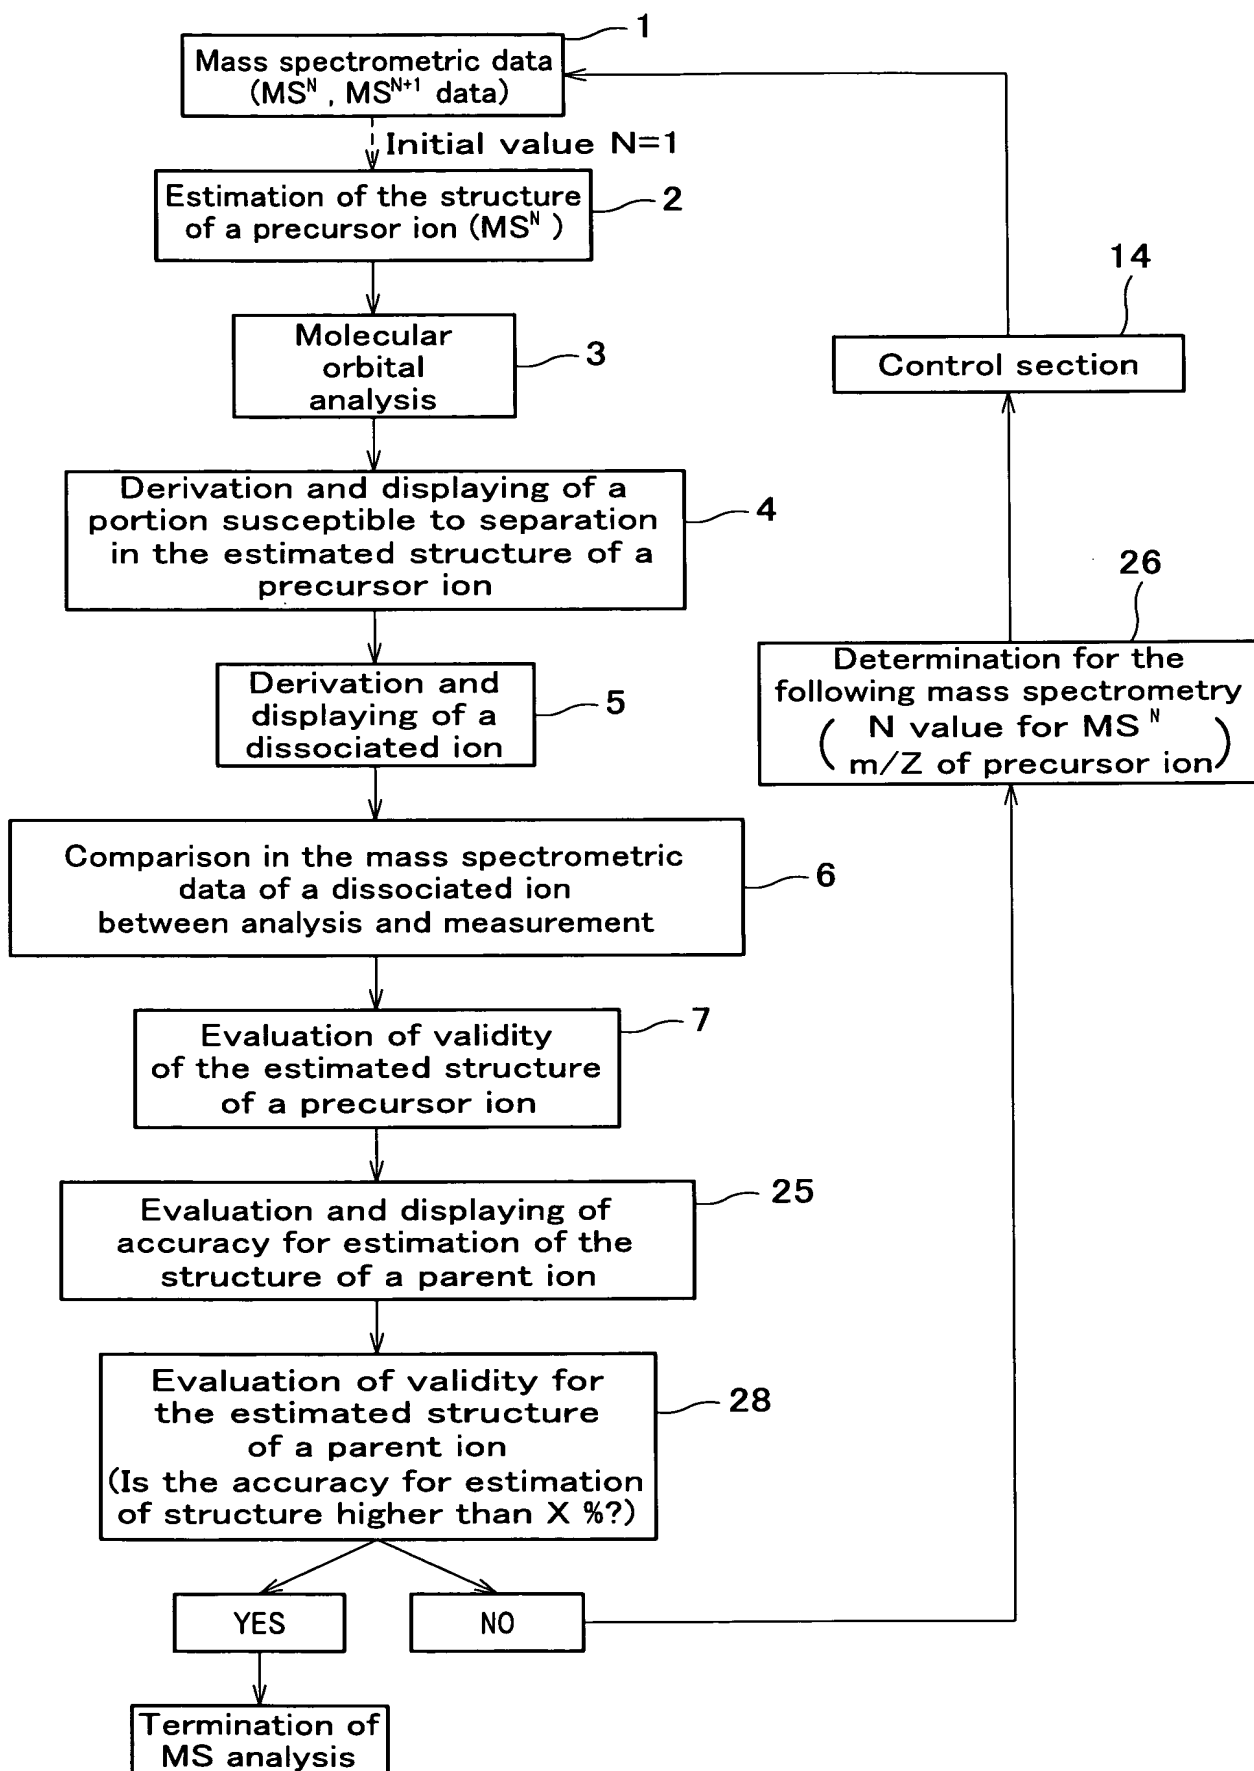 1
Mass spectrometric data
(MS^N , MS^N+1 data)
Initial value N=1
Estimation of the structure
of a precursor ion (MS^N )
2
Molecular
orbital
analysis
3
Derivation and displaying of a
portion susceptible to separation
in the estimated structure of a
precursor ion
4
Derivation and
displaying of a
dissociated ion
5
Comparison in the mass spectrometric
data of a dissociated ion
between analysis and measurement
6
Evaluation of validity
of the estimated structure
of a precursor ion
7
Evaluation and displaying of
accuracy for estimation of the
structure of a parent ion
25
Evaluation of validity for
the estimated structure
of a parent ion
(Is the accuracy for estimation
of structure higher than X %?)
28
YES
NO
Termination of
MS analysis
14
Control section
26
Determination for the
following mass spectrometry
( N value for MS^N
m/Z of precursor ion )